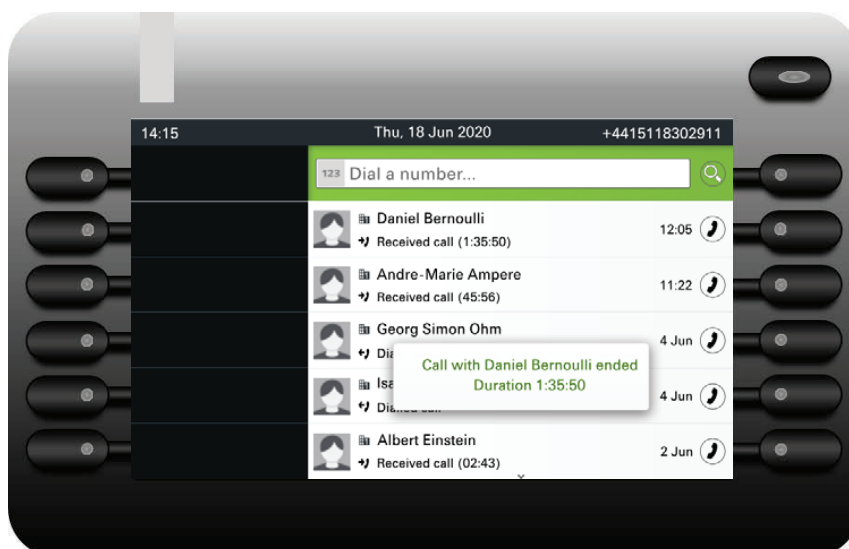 14:15 Thu, 18 Jun 2020 +4415118302911
123 Dial a number...
Daniel Bernoulli
Received call (1:35:50) 12:05
Andre-Marie Ampere
Received call (45:56) 11:22
Georg Simon Ohm
4 Jun
Call with Daniel Bernoulli ended
Duration 1:35:50
4 Jun
Albert Einstein
Received call (02:43) 2 Jun